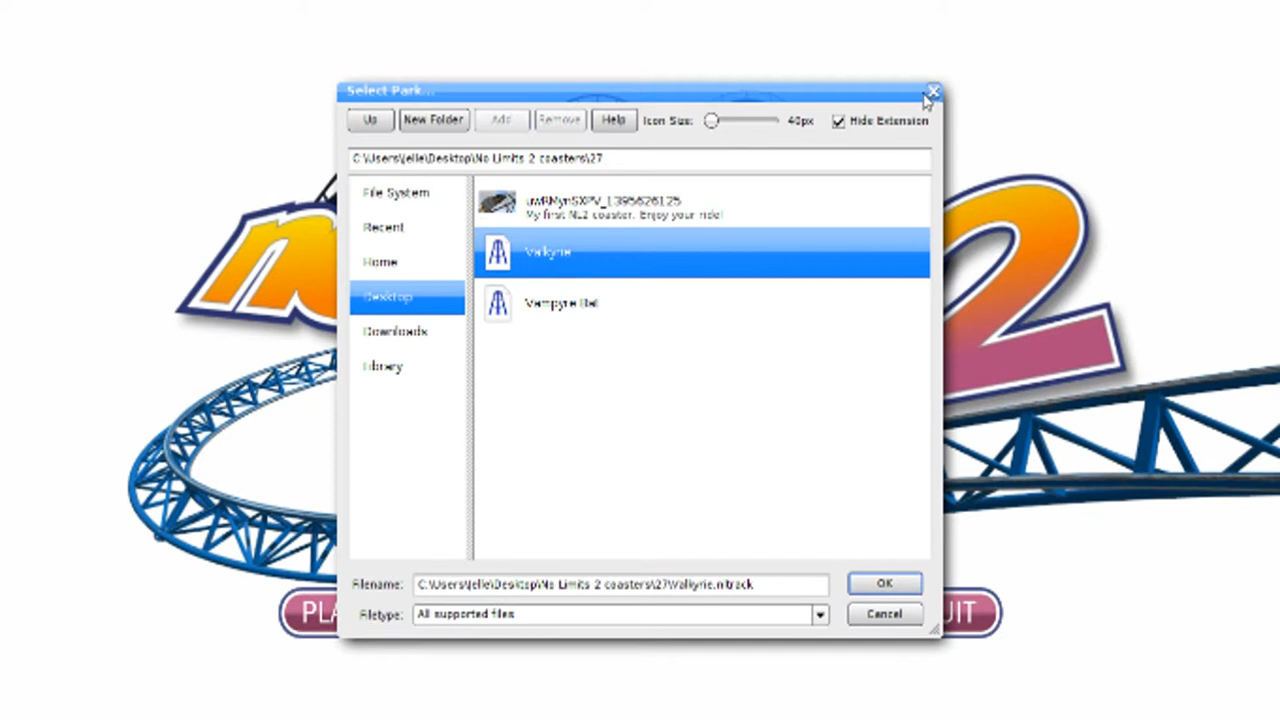 Select Park...
Up New Folder Add Remove Help Icon Size: 40px Hide Extension
C:\Users\Jelle\Desktop\No Limits 2 coasters\27
File System
Recent
Home
Desktop
Downloads
Library
uwRMynSXPV_1395626125
My first NL2 coaster. Enjoy your ride!
Valkyrie
Vampyre Bat
Filename: C:\Users\Jelle\Desktop\No Limits 2 coasters\27\Valkyrie.nltrack OK
Filetype: All supported files Cancel
n 2
PLA UIT